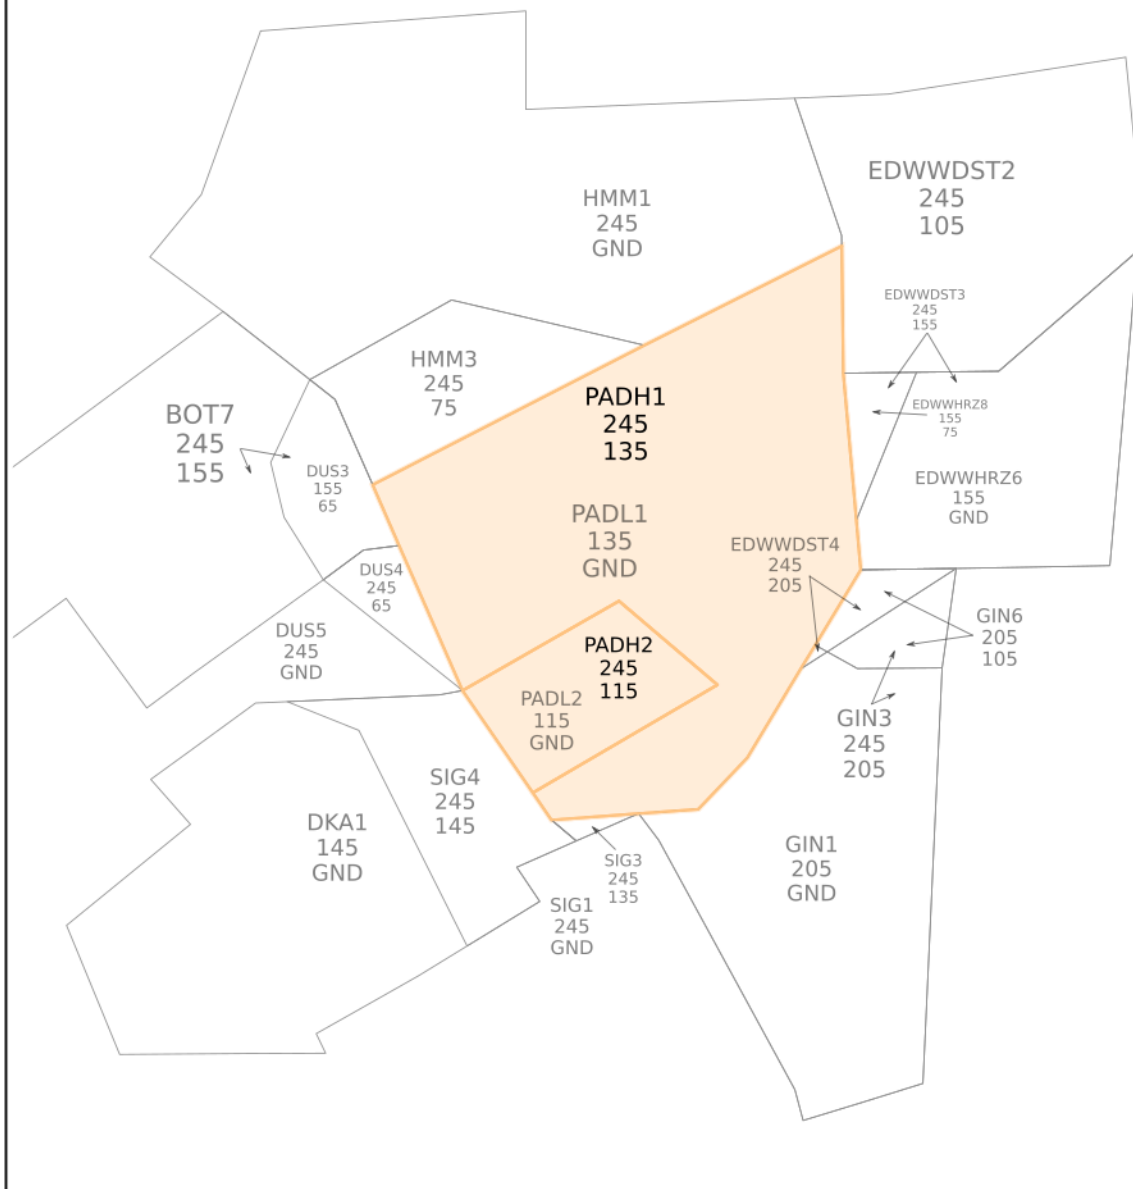 EDWWDST2
245
105
HMM1
245
GND
EDWWDST3
245
155
HMM3
245
75
PADH1
245
135
BOT7
245
155
EDWWHRZ8
155
75
DUS3
155
65
EDWWHRZ6
155
GND
PADL1
135
GND
EDWWDST4
245
205
DUS4
245
65
GIN6
205
105
DUS5
245
GND
PADH2
245
115
PADL2
115
GND
GIN3
245
205
SIG4
245
145
DKA1
145
GND
GIN1
205
GND
SIG3
245
135
SIG1
245
GND